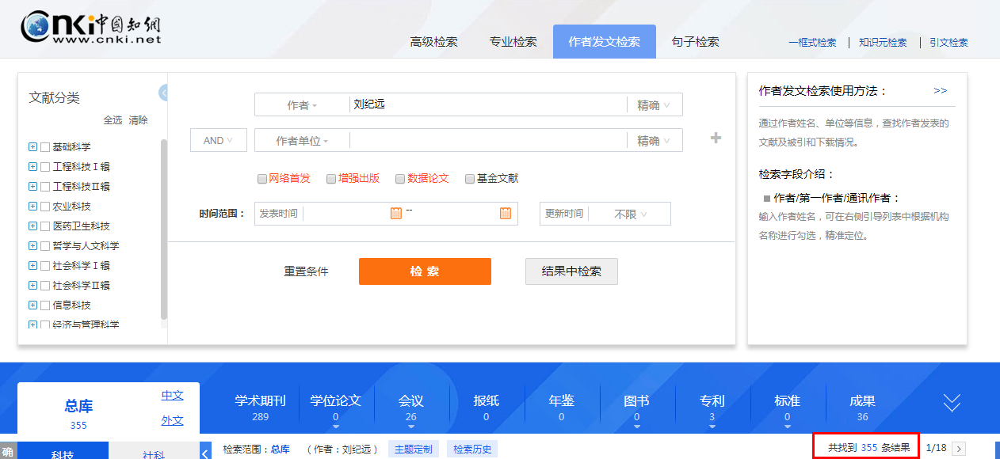 cnki中国知网
www.cnki.net
高级检索 专业检索 作者发文检索 句子检索
一框式检索 | 知识元检索 | 引文检索
文献分类
全选 清除
基础科学
工程科技Ⅰ辑
工程科技Ⅱ辑
农业科技
医药卫生科技
哲学与人文科学
社会科学Ⅰ辑
社会科学Ⅱ辑
信息科技
经济与管理科学
作者 刘纪远 精确
AND 作者单位 精确
网络首发 增强出版 数据论文 基金文献
时间范围： 发表时间 -- 更新时间 不限
重置条件 检索 结果中检索
作者发文检索使用方法： >>
通过作者姓名、单位等信息，查找作者发表的
文献及被引和下载情况。
检索字段介绍：
作者/第一作者/通讯作者：
输入作者姓名，可在右侧引导列表中根据机构
名称进行勾选，精准定位。
总库
355
中文
外文
学术期刊
289
学位论文
0
会议
26
报纸
0
年鉴
0
图书
0
专利
3
标准
0
成果
36
确
科技 社科
检索范围：总库 （作者：刘纪远） 主题定制 检索历史
共找到 355 条结果 1/18 >